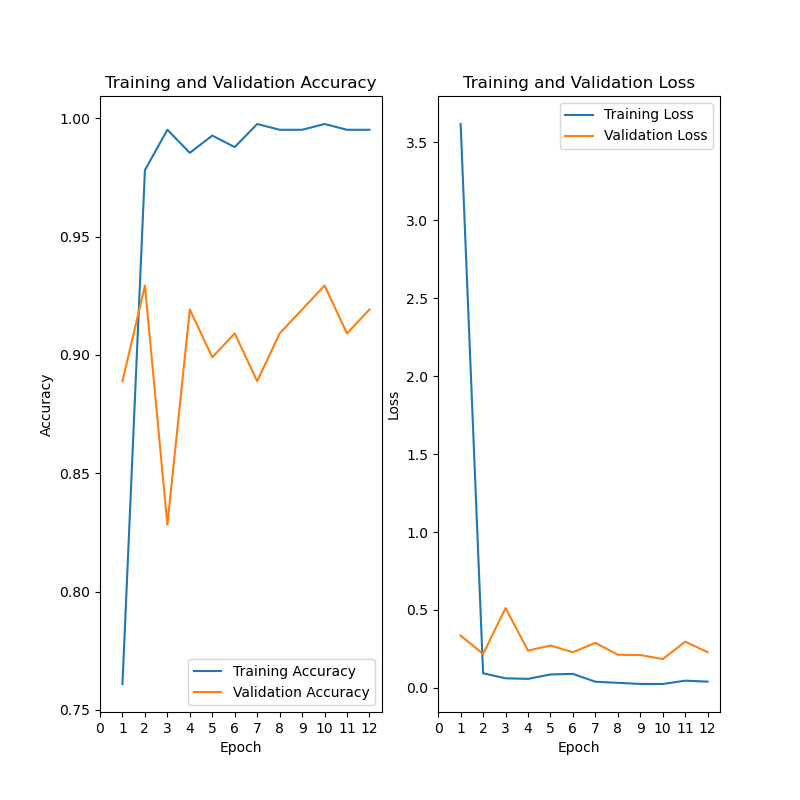 Training and Validation Accuracy
1.00
0.95
0.90
0.85
0.80
0.75
Accuracy
Training Accuracy
Validation Accuracy
0 1 2 3 4 5 6 7 8 9 10 11 12
Epoch
Training and Validation Loss
Training Loss
Validation Loss
3.5
3.0
2.5
2.0
1.5
1.0
0.5
0.0
Loss
0 1 2 3 4 5 6 7 8 9 10 11 12
Epoch